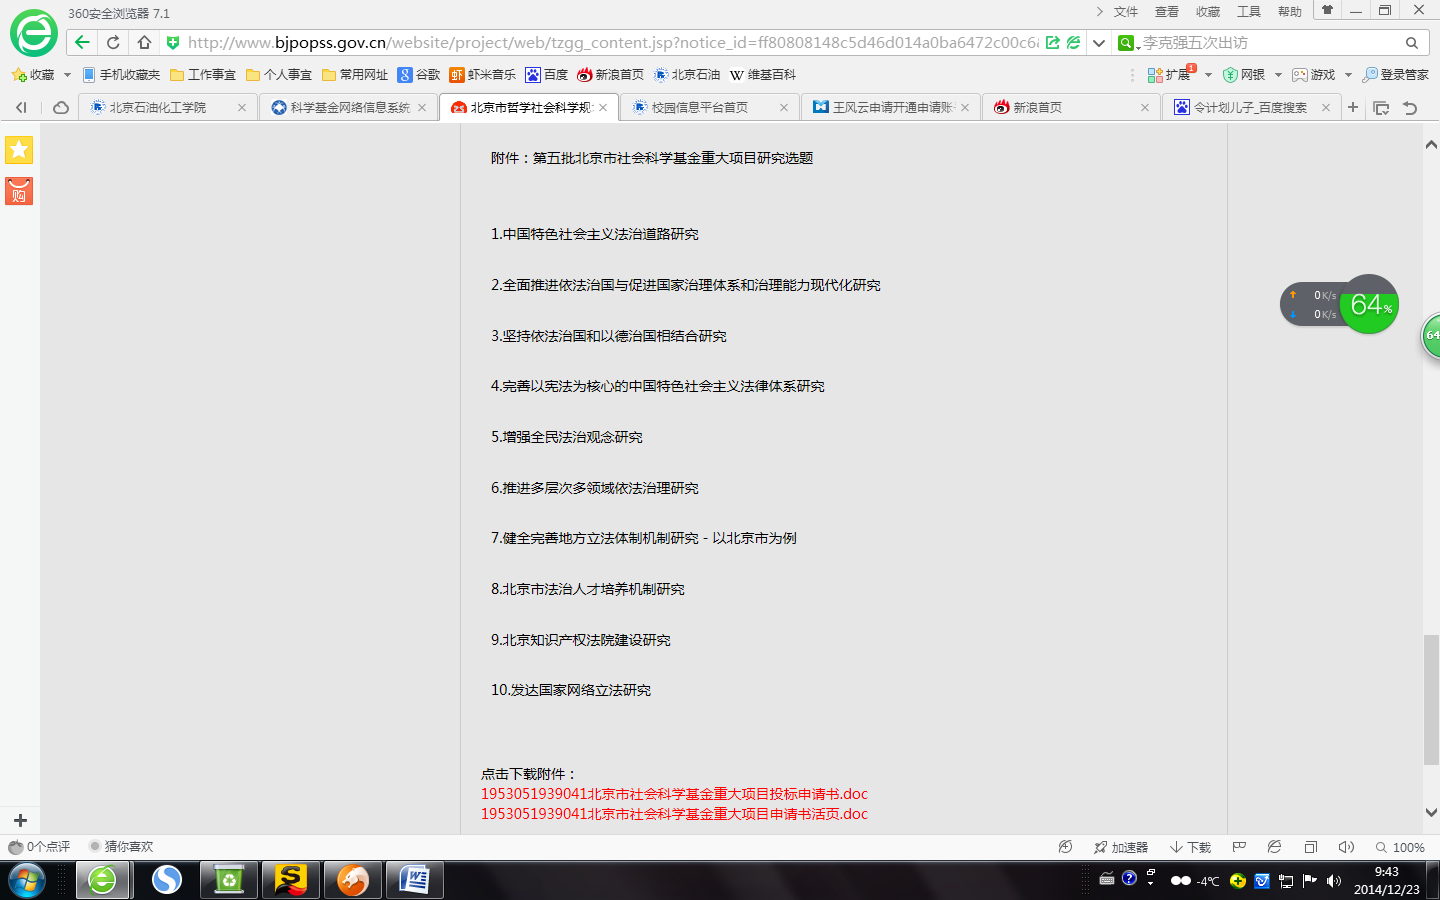 360安全浏览器 7.1
文件 查看 收藏 工具 帮助
http://www.bjpopss.gov.cn/website/project/web/tzgg_content.jsp?notice_id=ff80808148c5d46d014a0ba6472c00c6
李克强五次出访
收藏 手机收藏夹 工作事宜 个人事宜 常用网址 谷歌 虾米音乐 百度 新浪首页 北京石油 维基百科
扩展 1 网银 游戏 登录管家
北京石油化工学院 科学基金网络信息系统 北京市哲学社会科学规 校园信息平台首页 王风云申请开通申请账 新浪首页 令计划儿子_百度搜索
购
附件：第五批北京市社会科学基金重大项目研究选题
1.中国特色社会主义法治道路研究
2.全面推进依法治国与促进国家治理体系和治理能力现代化研究
3.坚持依法治国和以德治国相结合研究
4.完善以宪法为核心的中国特色社会主义法律体系研究
5.增强全民法治观念研究
6.推进多层次多领域依法治理研究
7.健全完善地方立法体制机制研究－以北京市为例
8.北京市法治人才培养机制研究
9.北京知识产权法院建设研究
10.发达国家网络立法研究
0K/s
0K/s
64%
64
点击下载附件：
1953051939041北京市社会科学基金重大项目投标申请书.doc
1953051939041北京市社会科学基金重大项目申请书活页.doc
0个点评 猜你喜欢
加速器 下载 100%
-4℃
9:43
2014/12/23